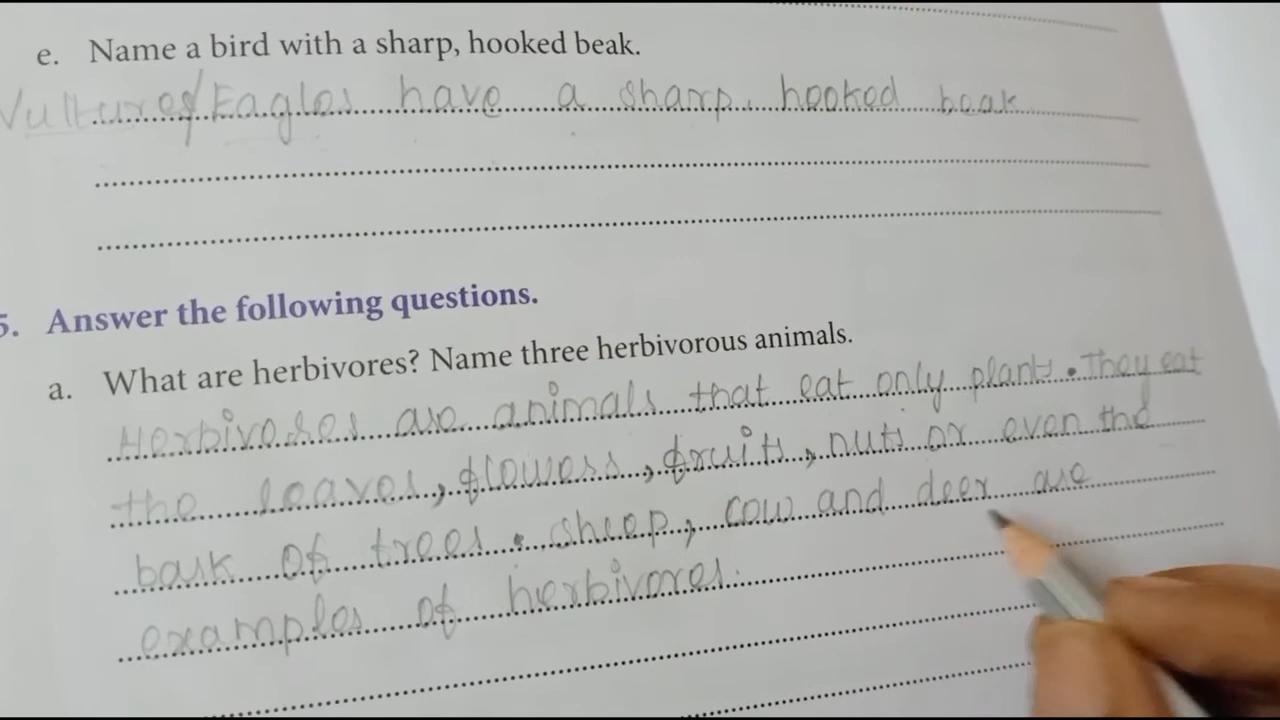 e. Name a bird with a sharp, hooked beak.
Vultures/Eagles have a sharp hooked beak
5. Answer the following questions.
a. What are herbivores? Name three herbivorous animals.
Herbivores are animals that eat only plants. They eat
the leaves, flowers, fruits, nuts or even the
bark of trees. sheep, cow and deer are
examples of herbivores.